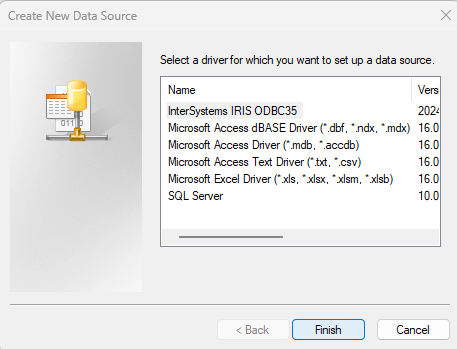 Create New Data Source
Select a driver for which you want to set up a data source.
Name Versi
InterSystems IRIS ODBC35 2024
Microsoft Access dBASE Driver (*.dbf, *.ndx, *.mdx) 16.0
Microsoft Access Driver (*.mdb, *.accdb) 16.0
Microsoft Access Text Driver (*.txt, *.csv) 16.0
Microsoft Excel Driver (*.xls, *.xlsx, *.xlsm, *.xlsb) 16.0
SQL Server 10.0
01110
< Back Finish Cancel